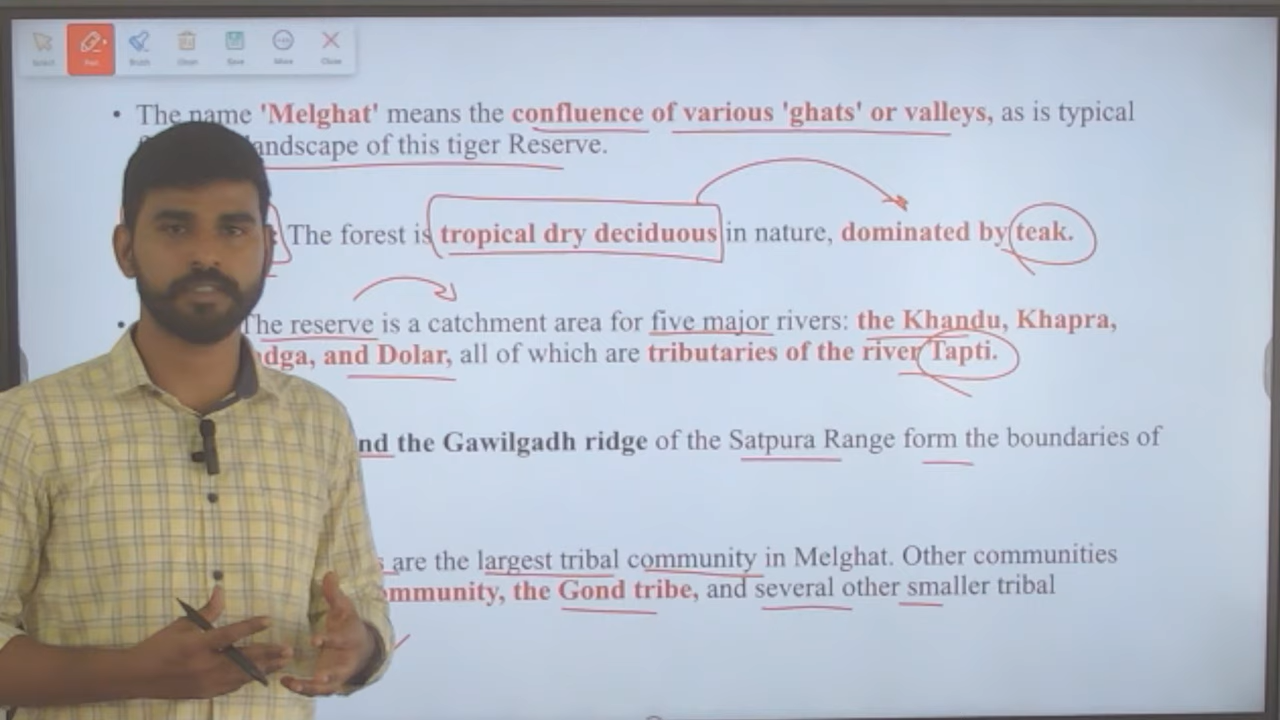 Select Pen Brush Clean Save More Close
• The name 'Melghat' means the confluence of various 'ghats' or valleys, as is typical
landscape of this tiger Reserve.
The forest is tropical dry deciduous in nature, dominated by teak.
• The reserve is a catchment area for five major rivers: the Khandu, Khapra,
and Dolar, all of which are tributaries of the river Tapti.
the Gawilgadh ridge of the Satpura Range form the boundaries of
are the largest tribal community in Melghat. Other communities
the Gond tribe, and several other smaller tribal